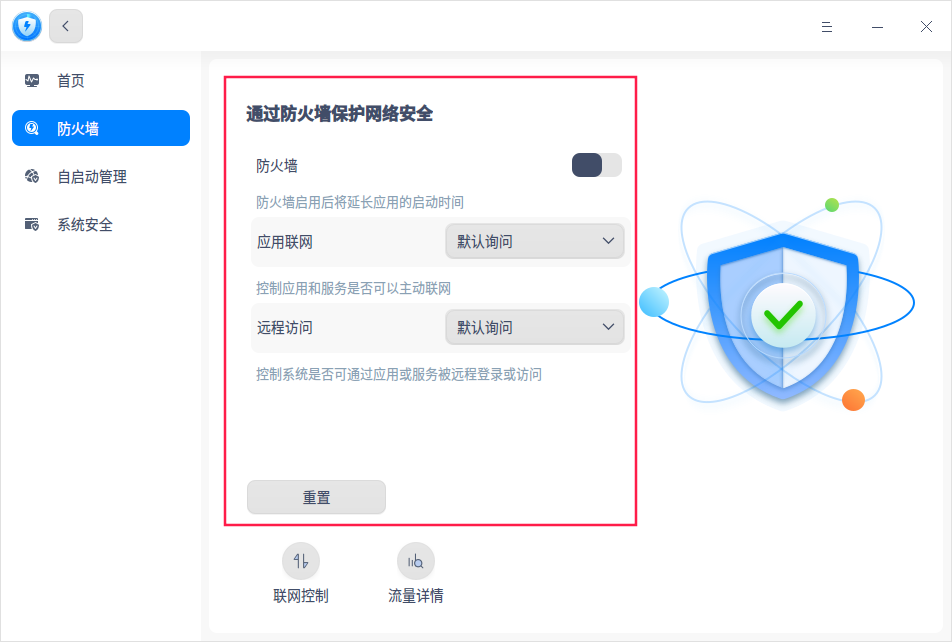 首页
防火墙
自启动管理
系统安全
通过防火墙保护网络安全
防火墙
防火墙启用后将延长应用的启动时间
应用联网 默认询问
控制应用和服务是否可以主动联网
远程访问 默认询问
控制系统是否可通过应用或服务被远程登录或访问
重置
联网控制 流量详情